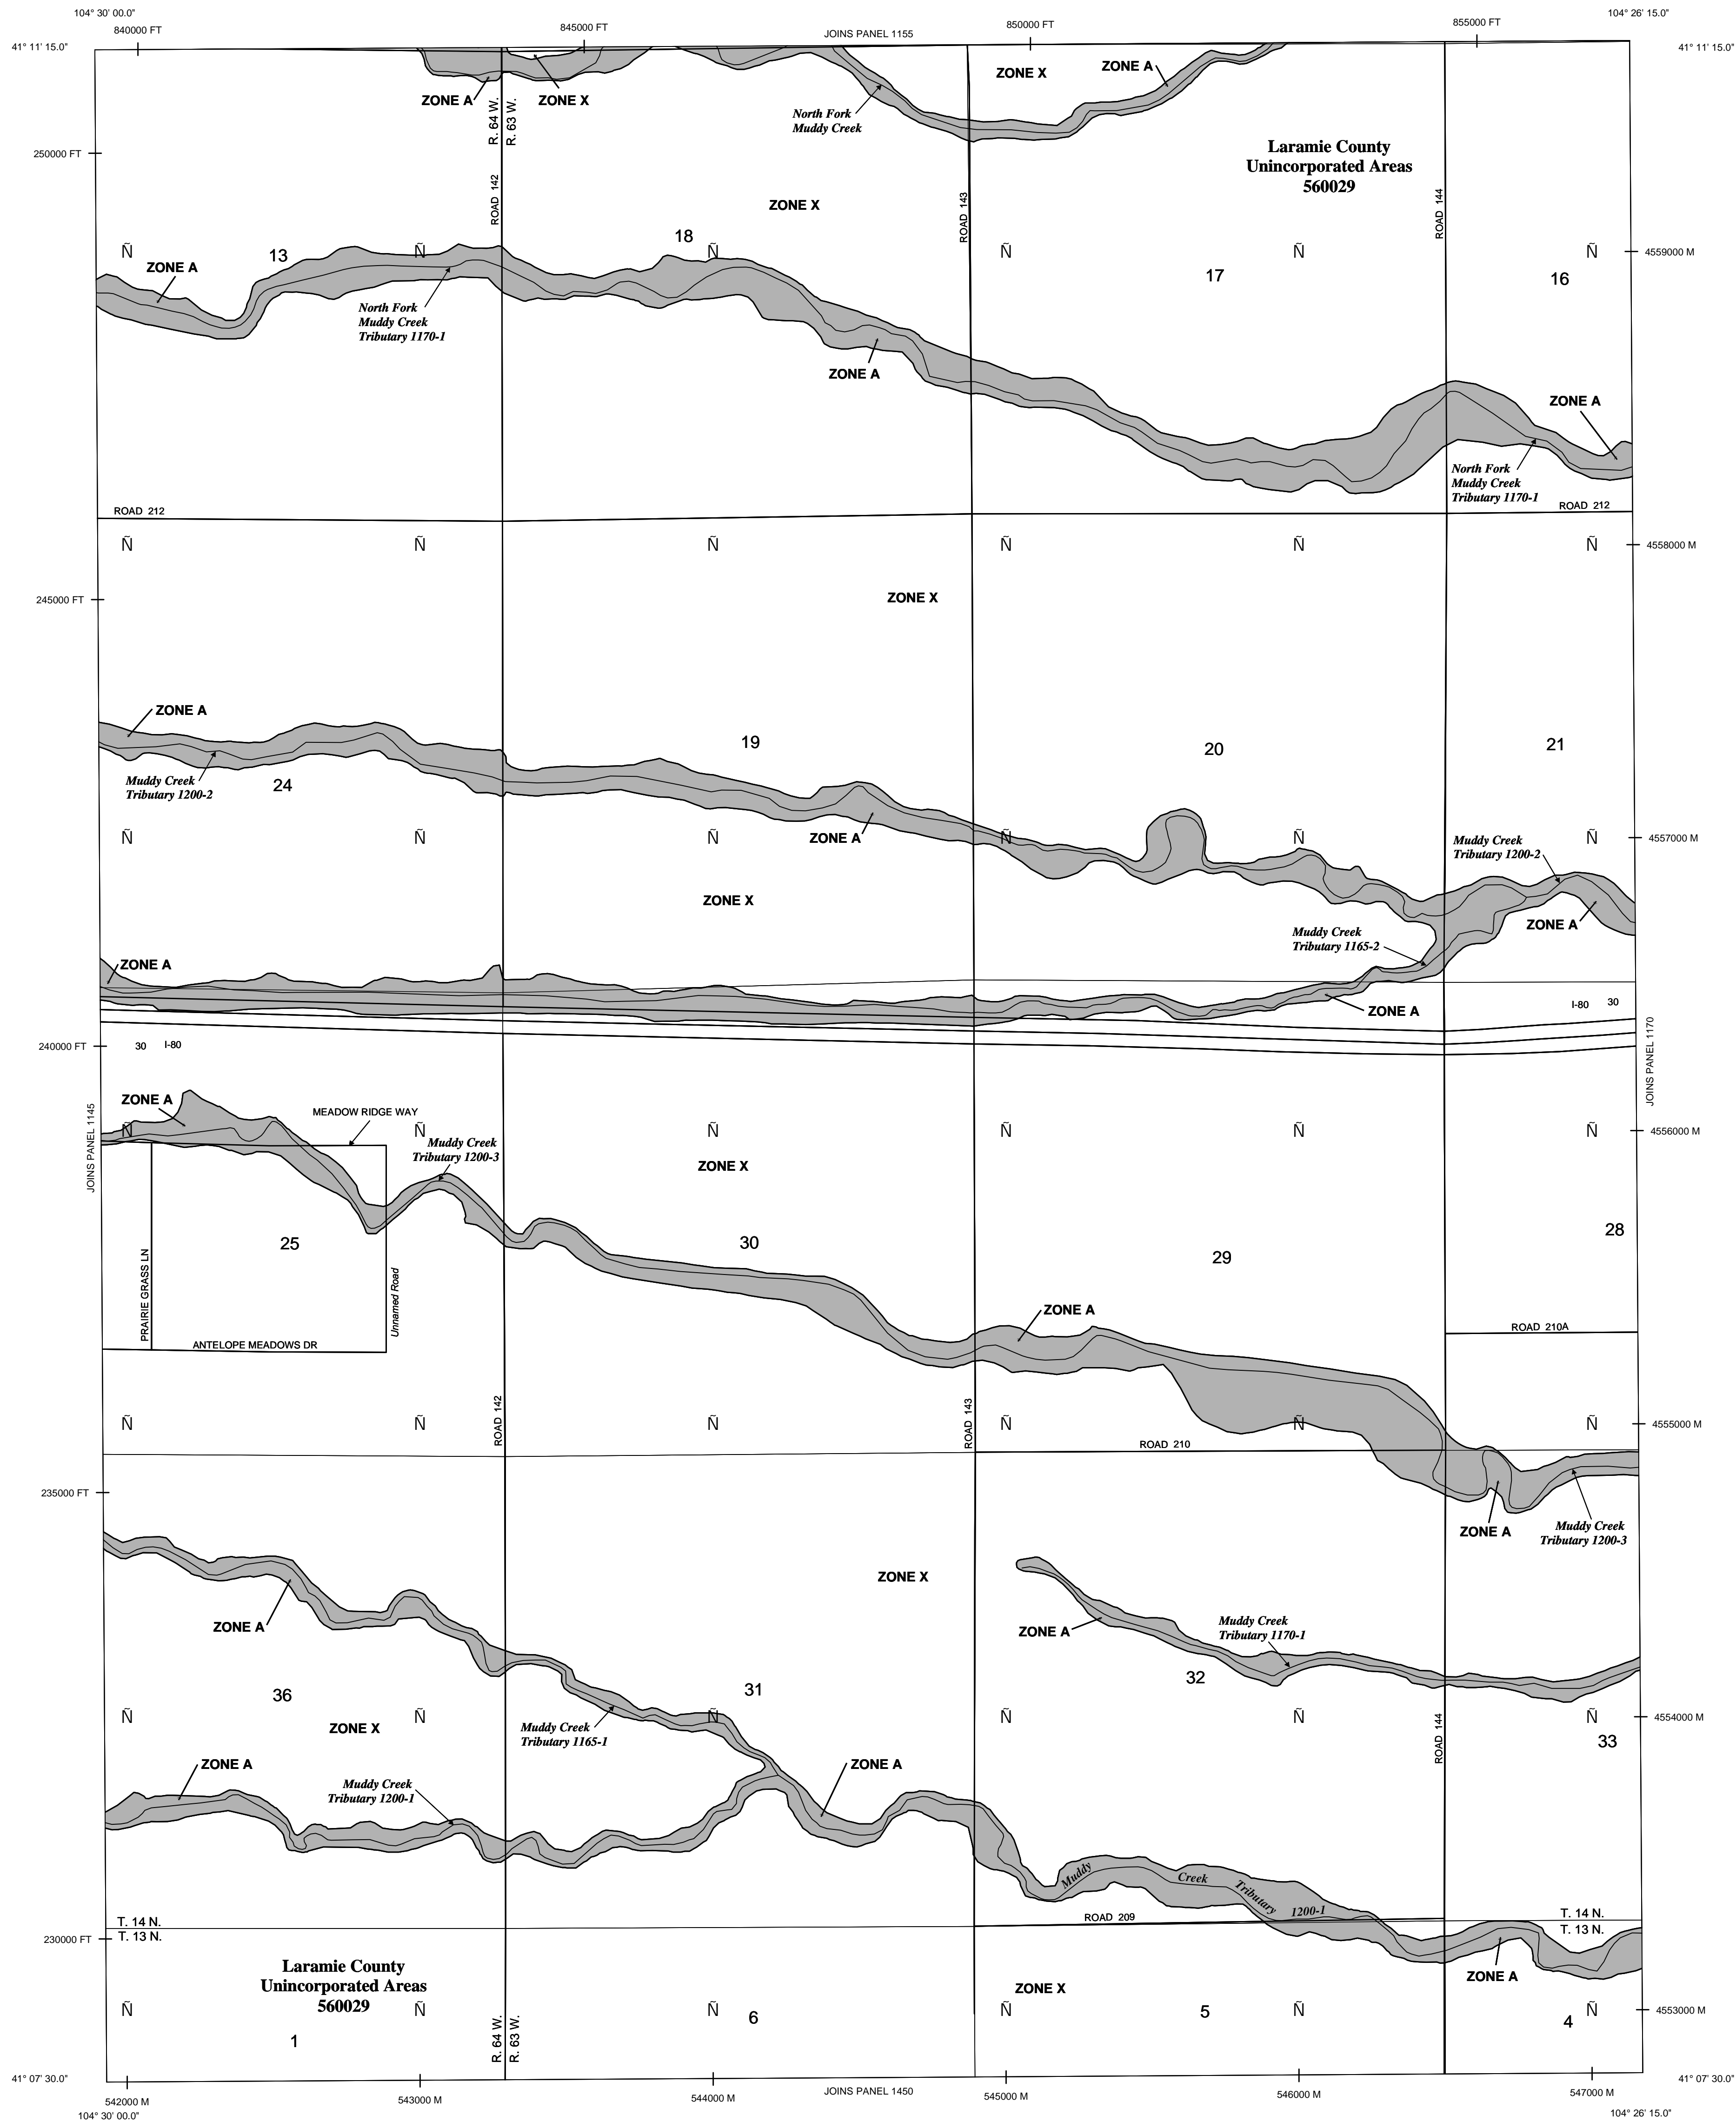 104° 30' 00.0"
104° 26' 15.0"
840000 FT
845000 FT
850000 FT
855000 FT
JOINS PANEL 1155
41° 11' 15.0"
41° 11' 15.0"
ZONE A
ZONE X
R. 64 W.
R. 63 W.
North Fork
Muddy Creek
ZONE X
ZONE A
Laramie County
Unincorporated Areas
560029
250000 FT
ROAD 142
ZONE X
ROAD 143
ROAD 144
Ñ Ñ Ñ Ñ Ñ Ñ
4559000 M
13
18
17
16
ZONE A
North Fork
Muddy Creek
Tributary 1170-1
ZONE A
ZONE A
North Fork
Muddy Creek
Tributary 1170-1
ROAD 212
ROAD 212
Ñ Ñ Ñ Ñ Ñ Ñ
4558000 M
245000 FT
ZONE X
ZONE A
19
20
21
Muddy Creek
Tributary 1200-2
24
Ñ Ñ Ñ Ñ Ñ Ñ
4557000 M
ZONE A
Muddy Creek
Tributary 1200-2
ZONE X
ZONE A
Muddy Creek
Tributary 1165-2
ZONE A
ZONE A
I-80 30
240000 FT
30 I-80
JOINS PANEL 1170
JOINS PANEL 1145
ZONE A
MEADOW RIDGE WAY
Ñ Ñ Ñ Ñ Ñ Ñ
4556000 M
Muddy Creek
Tributary 1200-3
ZONE X
25
30
29
28
PRAIRIE GRASS LN
Unnamed Road
ANTELOPE MEADOWS DR
ZONE A
ROAD 210A
ROAD 142
ROAD 143
Ñ Ñ Ñ Ñ Ñ Ñ
4555000 M
ROAD 210
235000 FT
ZONE A
Muddy Creek
Tributary 1200-3
ZONE X
ZONE A
ZONE A
Muddy Creek
Tributary 1170-1
32
36
31
Ñ Ñ Ñ Ñ Ñ Ñ
4554000 M
ZONE X
Muddy Creek
Tributary 1165-1
ROAD 144
33
ZONE A
ZONE A
Muddy Creek
Tributary 1200-1
Muddy Creek Tributary 1200-1
ROAD 209
T. 14 N.
T. 13 N.
T. 14 N.
T. 13 N.
230000 FT
Laramie County
Unincorporated Areas
560029
ZONE A
ZONE X
Ñ Ñ Ñ Ñ Ñ Ñ
4553000 M
1
6
5
4
R. 64 W.
R. 63 W.
41° 07' 30.0"
41° 07' 30.0"
542000 M
543000 M
544000 M
JOINS PANEL 1450
545000 M
546000 M
547000 M
104° 30' 00.0"
104° 26' 15.0"